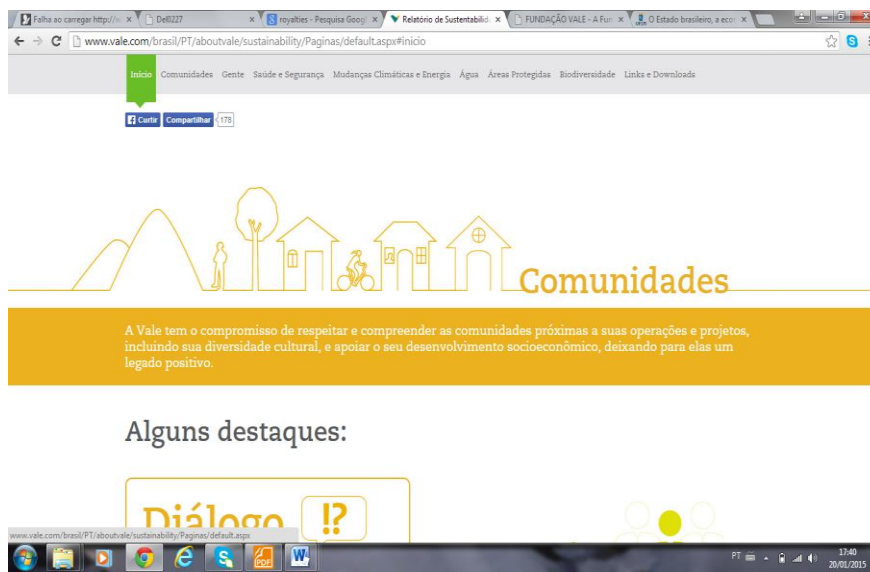 Falha ao carregar http://
Del0227
royalties - Pesquisa Goog
Relatório de Sustentabilid
FUNDAÇÃO VALE - A Fun
O Estado brasileiro, a eco
www.vale.com/brasil/PT/aboutvale/sustainability/Paginas/default.aspx#inicio
Início Comunidades Gente Saúde e Segurança Mudanças Climáticas e Energia Água Áreas Protegidas Biodiversidade Links e Downloads
Curtir Compartilhar 178
Comunidades
A Vale tem o compromisso de respeitar e compreender as comunidades próximas a suas operações e projetos,
incluindo sua diversidade cultural, e apoiar o seu desenvolvimento socioeconômico, deixando para elas um
legado positivo.
Alguns destaques:
Diálogo !?
www.vale.com/brasil/PT/aboutvale/sustainability/Paginas/default.aspx
PDF
PT
17:40
20/01/2015